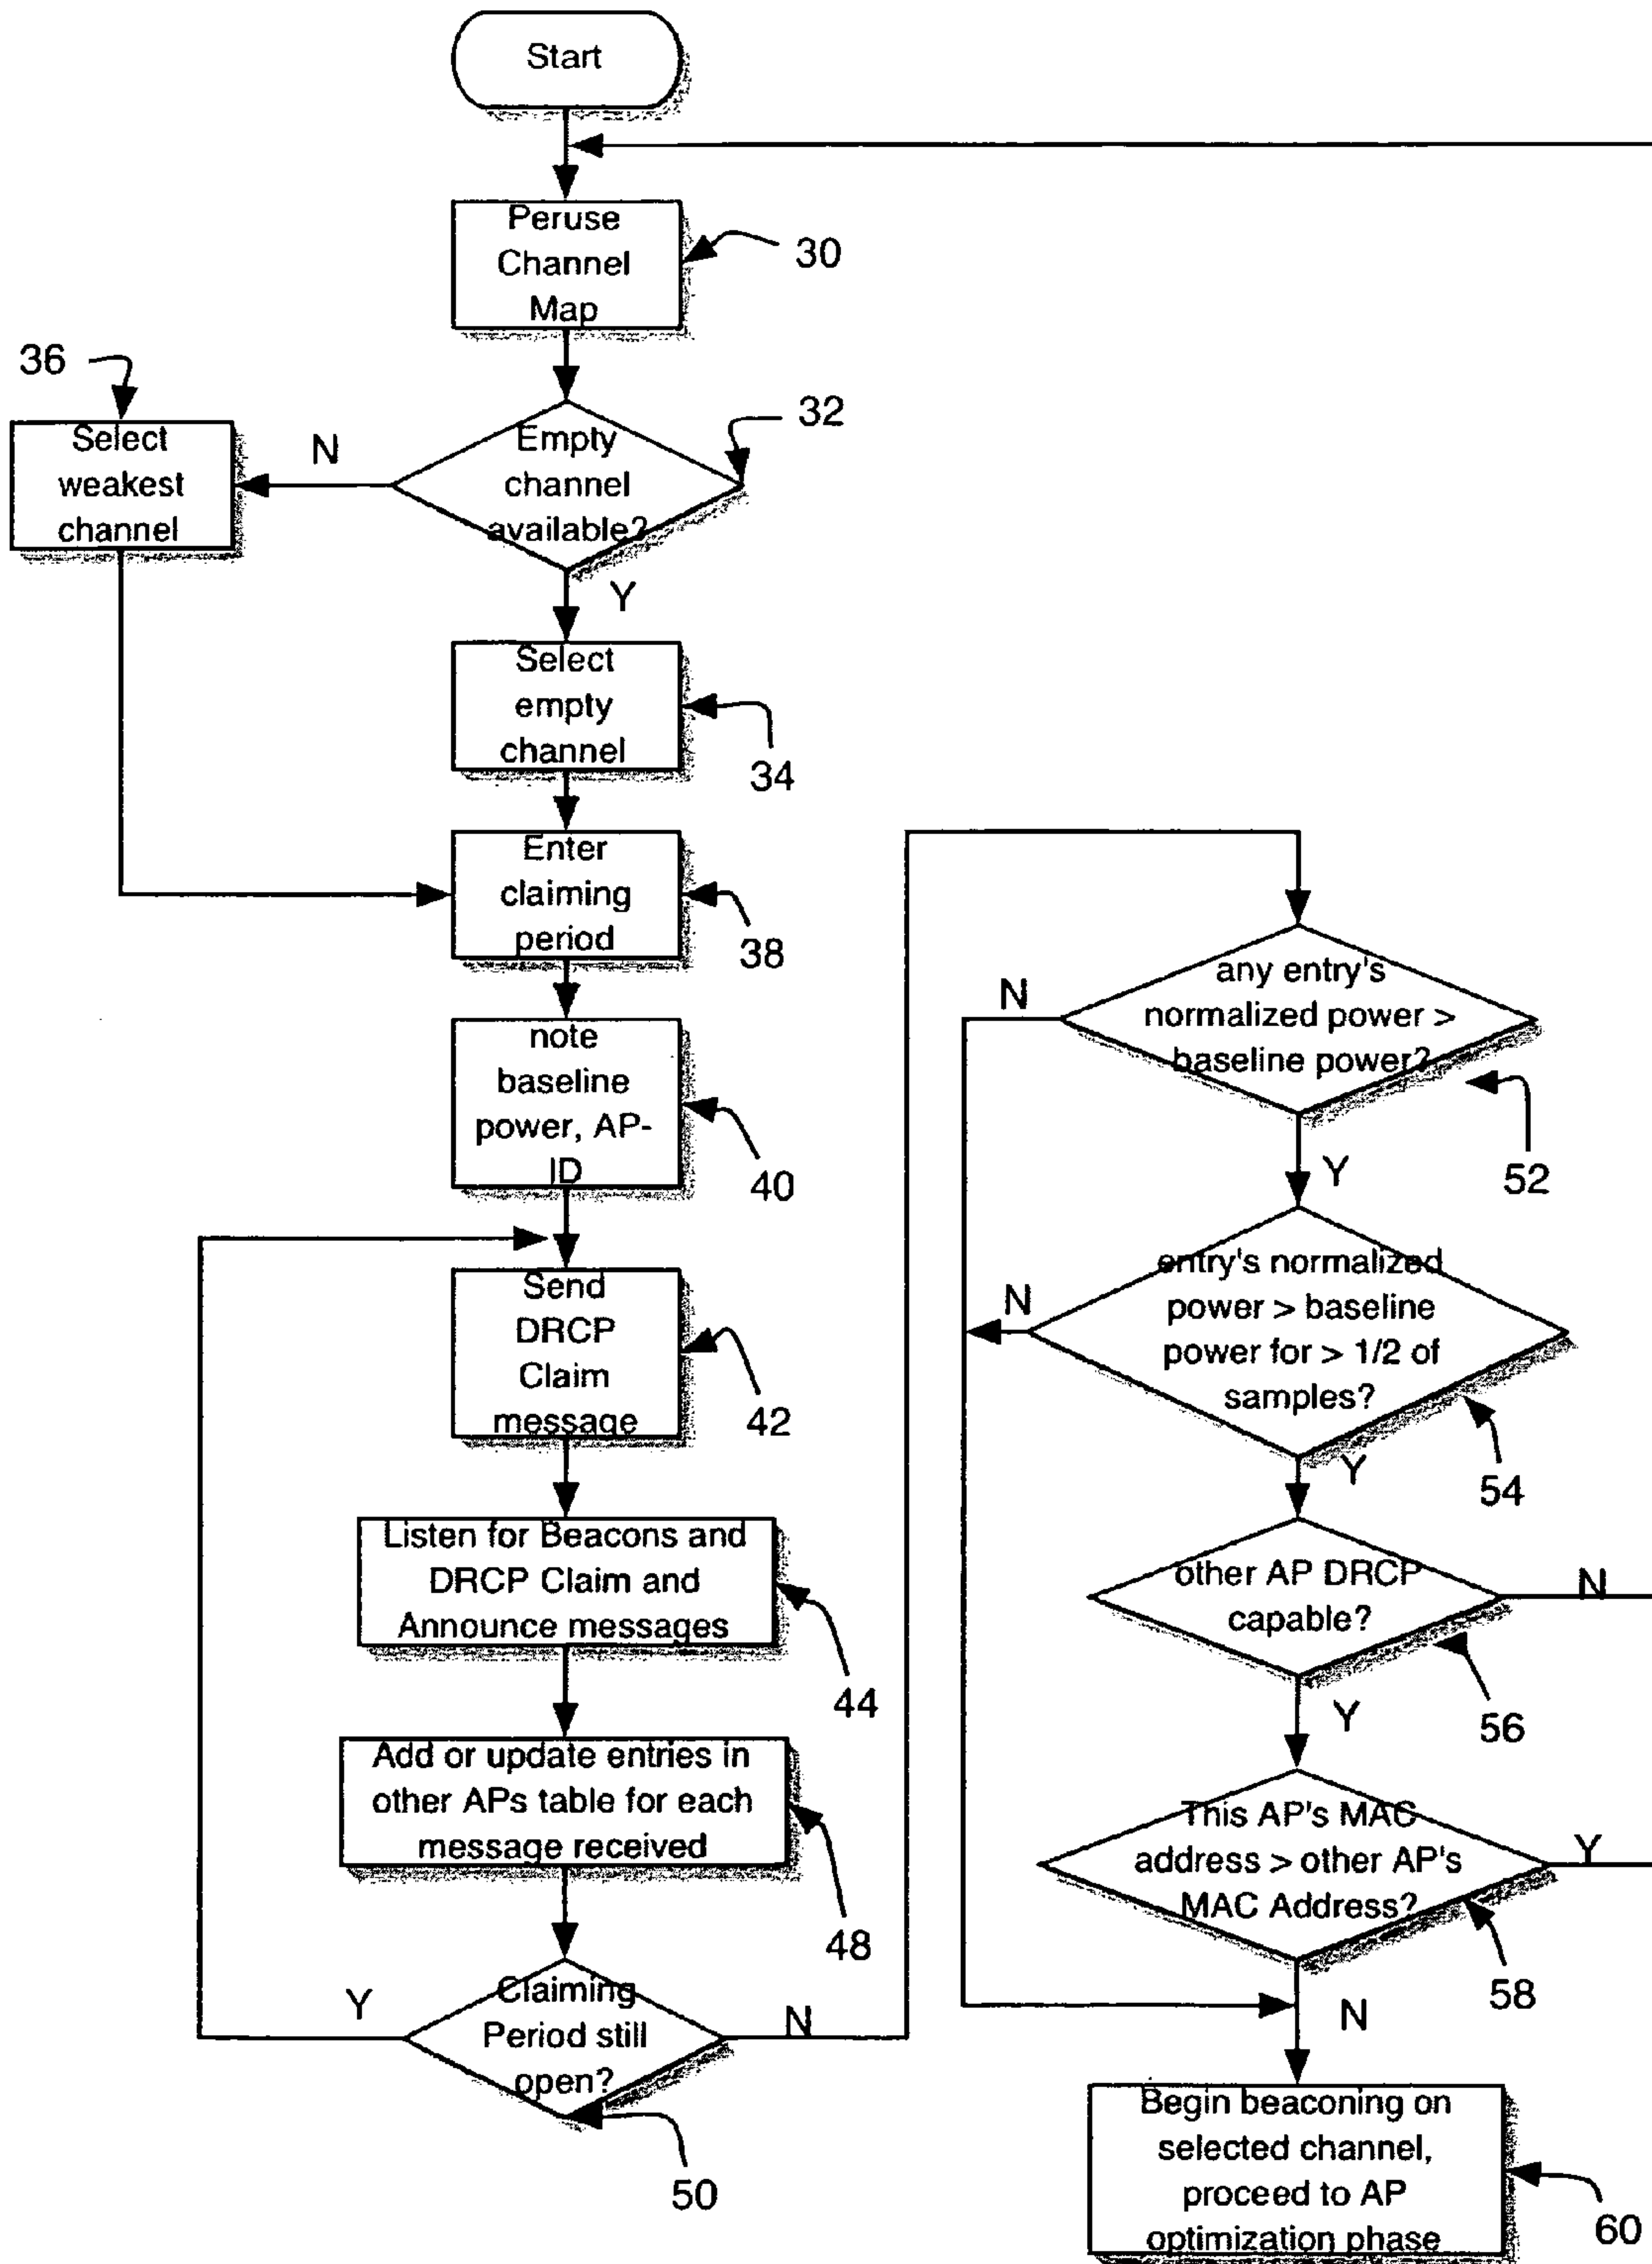 Start
Peruse
Channel
Map
30
36
Select
weakest
channel
N
Empty
channel
available?
32
Y
Select
empty
channel
34
Enter
claiming
period
38
note
baseline
power, AP-
ID
40
Send
DRCP
Claim
message
42
Listen for Beacons and
DRCP Claim and
Announce messages
44
Add or update entries in
other APs table for each
message received
48
Y
Claiming
Period still
open?
N
50
any entry's
normalized power >
baseline power?
N
52
Y
entry's normalized
power > baseline
power for > 1/2 of
samples?
N
54
Y
other AP DRCP
capable?
N
56
Y
This AP's MAC
address > other AP's
MAC Address?
Y
58
N
Begin beaconing on
selected channel,
proceed to AP
optimization phase
60